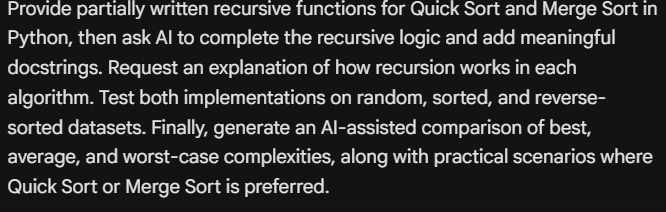 Provide partially written recursive functions for Quick Sort and Merge Sort in
Python, then ask AI to complete the recursive logic and add meaningful
docstrings. Request an explanation of how recursion works in each
algorithm. Test both implementations on random, sorted, and reverse-
sorted datasets. Finally, generate an AI-assisted comparison of best,
average, and worst-case complexities, along with practical scenarios where
Quick Sort or Merge Sort is preferred.